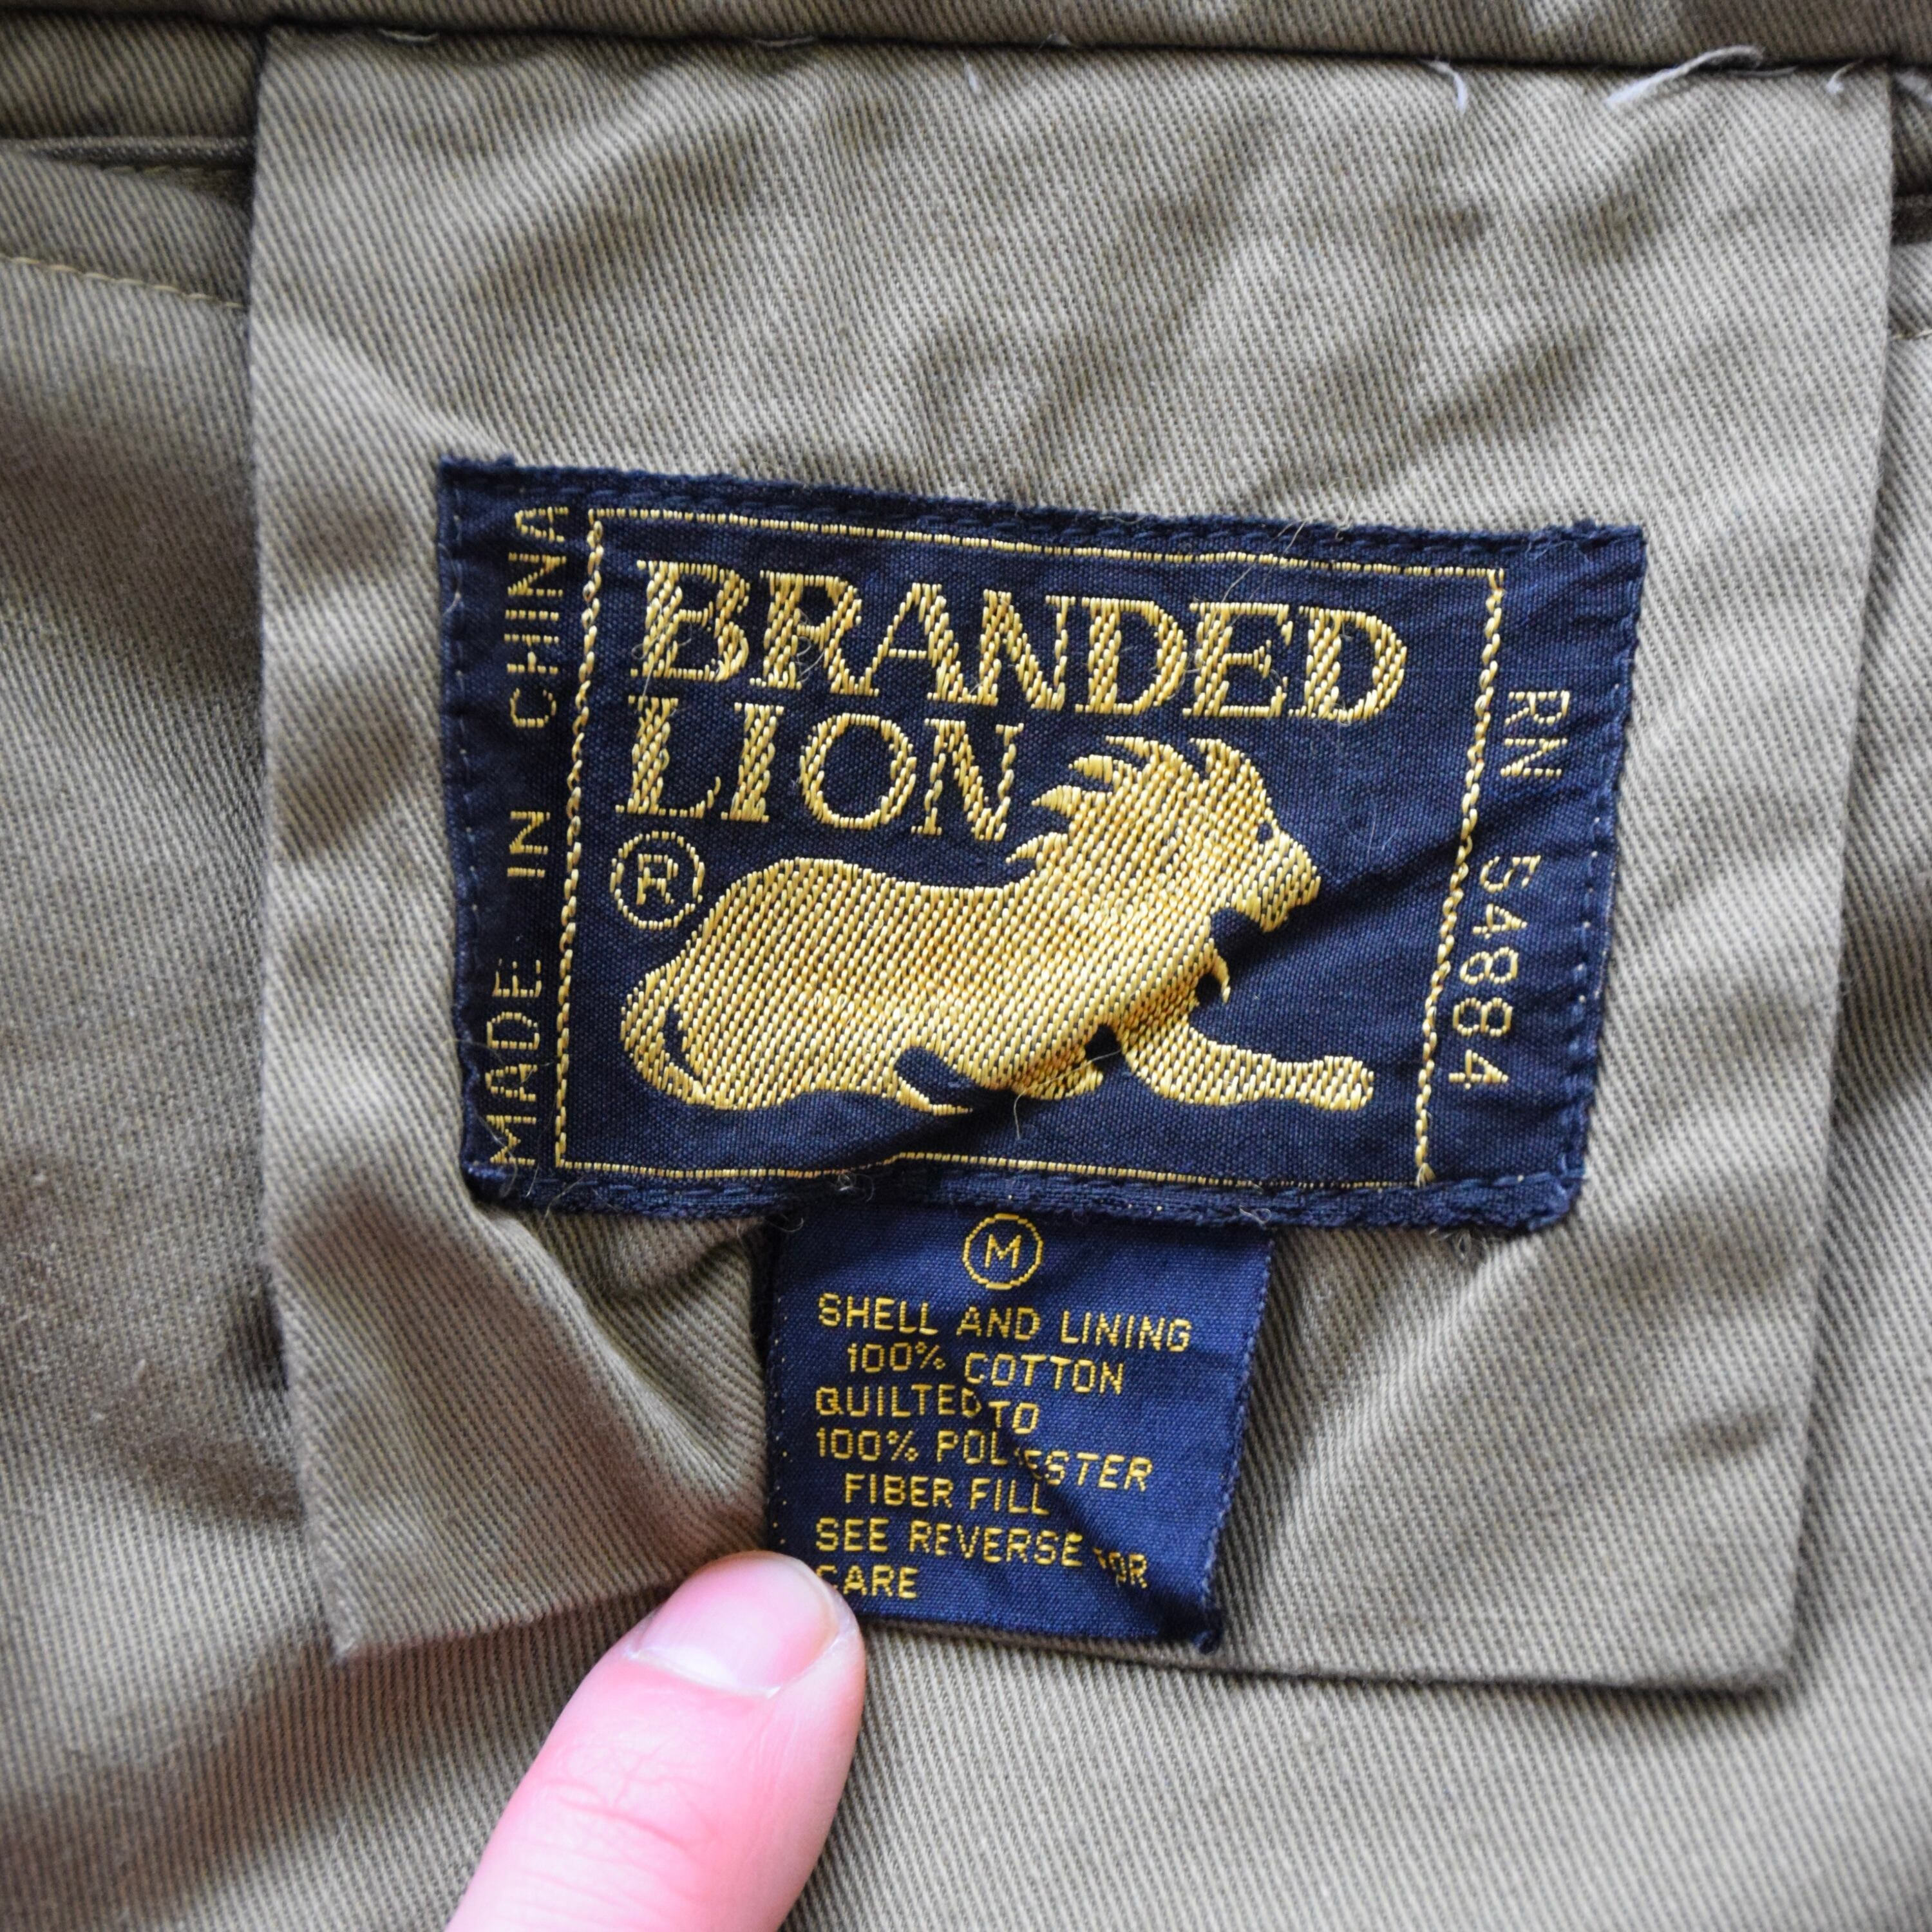 MADE IN CHINA
BRANDED
LION
®
RN 54884
M
SHELL AND LINING
100% COTTON
QUILTED TO
100% POLYESTER
FIBER FILL
SEE REVERSE FOR
CARE